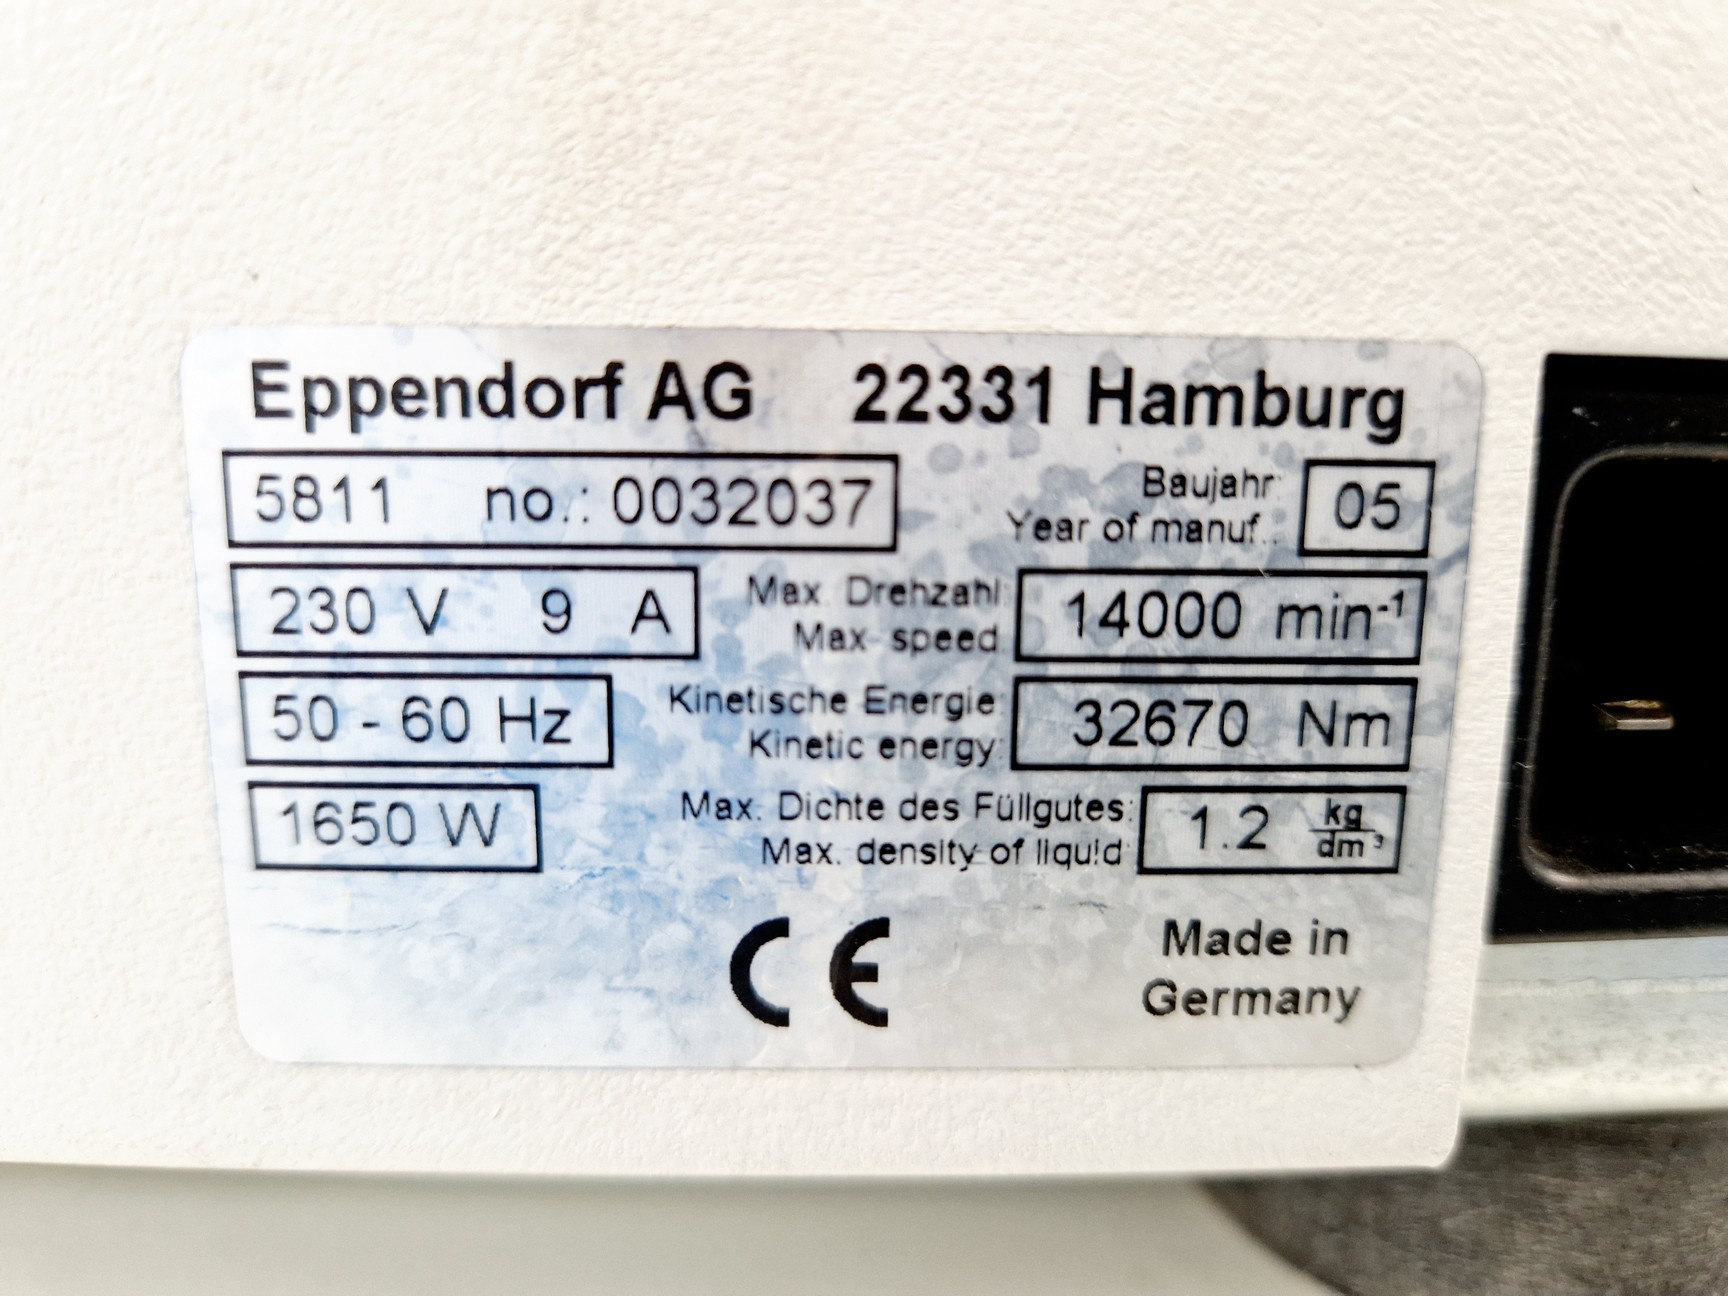 Eppendorf AG 22331 Hamburg
5811 no.: 0032037
Baujahr:
Year of manuf.:
05
230 V 9 A
Max. Drehzahl:
Max. speed:
14000 min-¹
50 - 60 Hz
Kinetische Energie:
Kinetic energy:
32670 Nm
1650 W
Max. Dichte des Füllgutes:
Max. density of liquid:
1.2 kg/dm³
CE
Made in
Germany